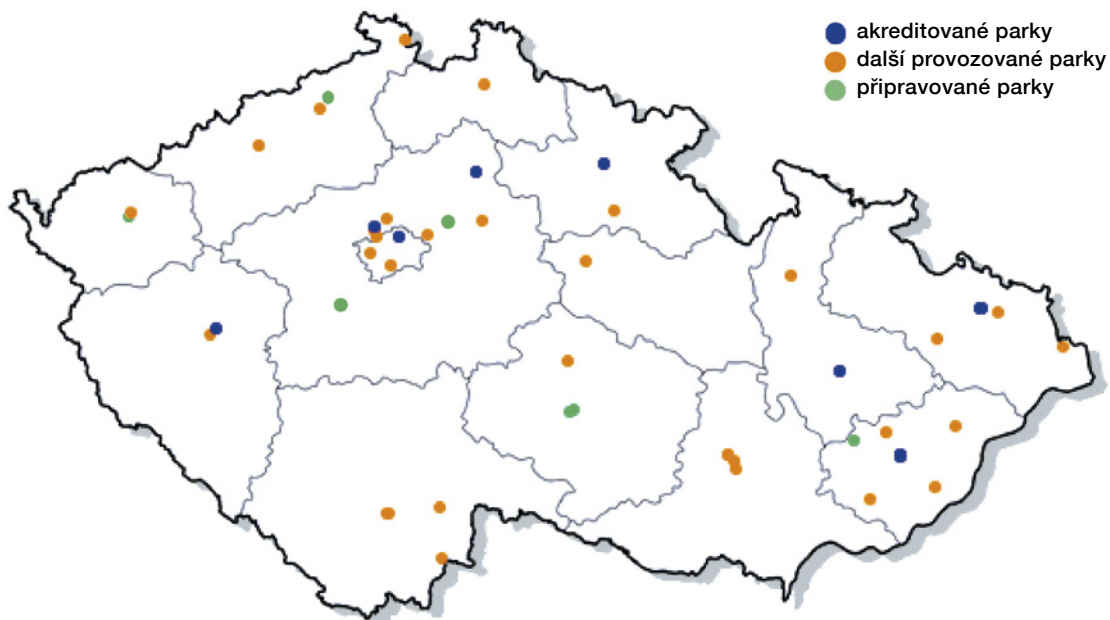 akreditované parky
další provozované parky
připravované parky